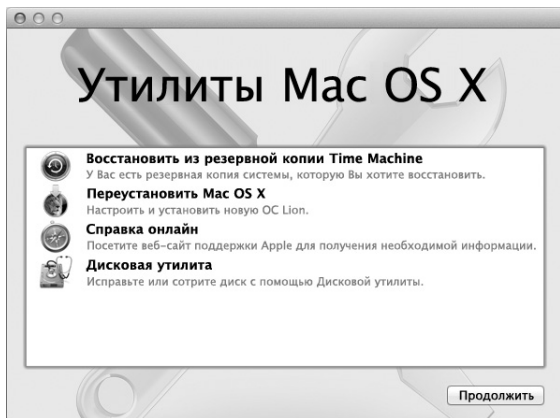 Утилиты Mac OS X
Восстановить из резервной копии Time Machine
У Вас есть резервная копия системы, которую Вы хотите восстановить.
Переустановить Mac OS X
Настроить и установить новую ОС Lion.
Справка онлайн
Посетите веб-сайт поддержки Apple для получения необходимой информации.
Дисковая утилита
Исправьте или сотрите диск с помощью Дисковой утилиты.
Продолжить